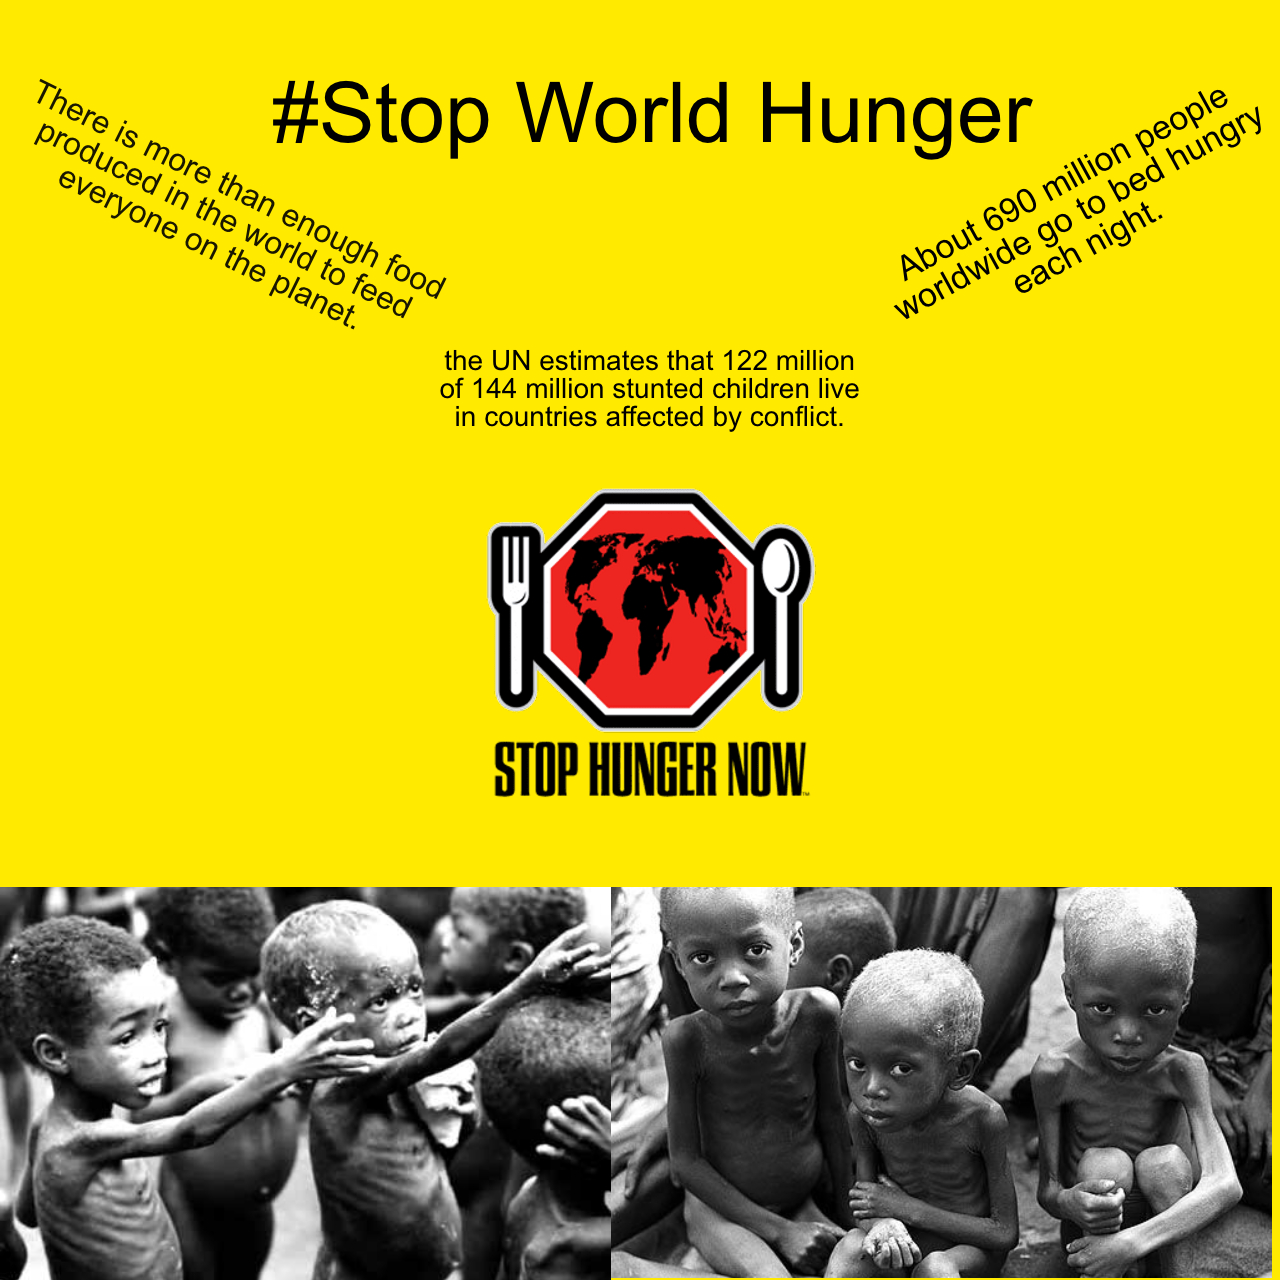 #Stop World Hunger
There is more than enough food
produced in the world to feed
everyone on the planet.
About 690 million people
worldwide go to bed hungry
each night.
the UN estimates that 122 million
of 144 million stunted children live
in countries affected by conflict.
STOP HUNGER NOW™